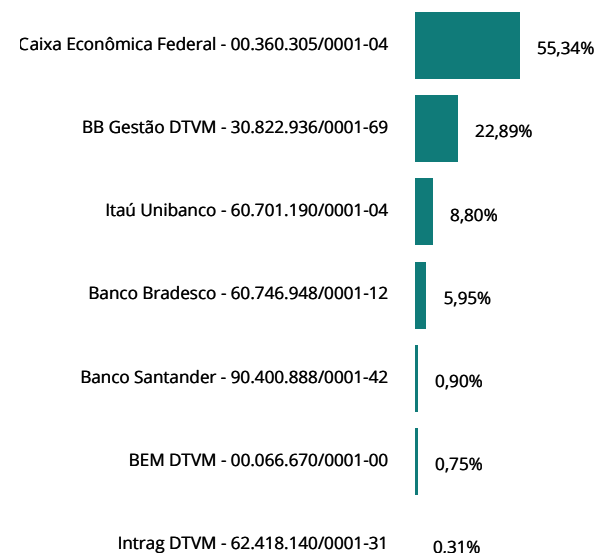 Caixa Econômica Federal - 00.360.305/0001-04 55,34%
BB Gestão DTVM - 30.822.936/0001-69 22,89%
Itaú Unibanco - 60.701.190/0001-04 8,80%
Banco Bradesco - 60.746.948/0001-12 5,95%
Banco Santander - 90.400.888/0001-42 0,90%
BEM DTVM - 00.066.670/0001-00 0,75%
Intrag DTVM - 62.418.140/0001-31 0,31%